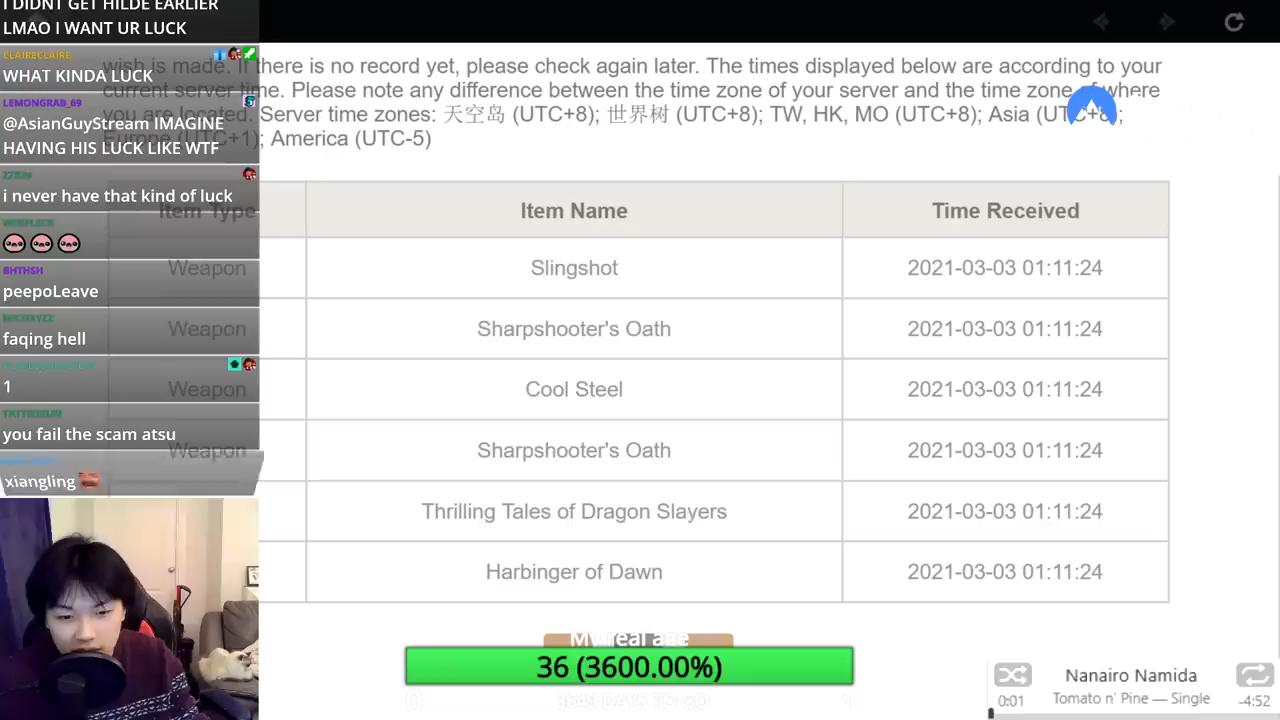 I DIDNT GET HILDE EARLIER
LMAO I WANT UR LUCK
CLAIRECLAIRE
WHAT KINDA LUCK
LEMONGRAB_69
@AsianGuyStream IMAGINE
HAVING HIS LUCK LIKE WTF
i never have that kind of luck
BHTHSH
peepoLeave
faqing hell
1
you fail the scam atsu
xiangling
wish is made. If there is no record yet, please check again later. The times displayed below are according to your
current server time. Please note any difference between the time zone of your server and the time zone of where
you are located. Server time zones: 天空岛 (UTC+8); 世界树 (UTC+8); TW, HK, MO (UTC+8); Asia (UTC+8);
Europe (UTC+1); America (UTC-5)
Item Type Item Name Time Received
Weapon Slingshot 2021-03-03 01:11:24
Weapon Sharpshooter's Oath 2021-03-03 01:11:24
Weapon Cool Steel 2021-03-03 01:11:24
Weapon Sharpshooter's Oath 2021-03-03 01:11:24
Thrilling Tales of Dragon Slayers 2021-03-03 01:11:24
Harbinger of Dawn 2021-03-03 01:11:24
My real age
36 (3600.00%)
0 3649 DAYS TO GO 1
Nanairo Namida
0:01 Tomato n' Pine — Single -4:52